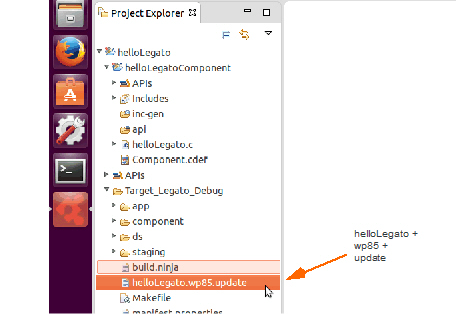 Project Explorer
helloLegato
helloLegatoComponent
APIs
Includes
inc-gen
api
helloLegato.c
Component.cdef
APIs
Target_Legato_Debug
app
component
ds
staging
build.ninja
helloLegato.wp85.update
Makefile
manifest.properties
helloLegato +
wp85 +
update